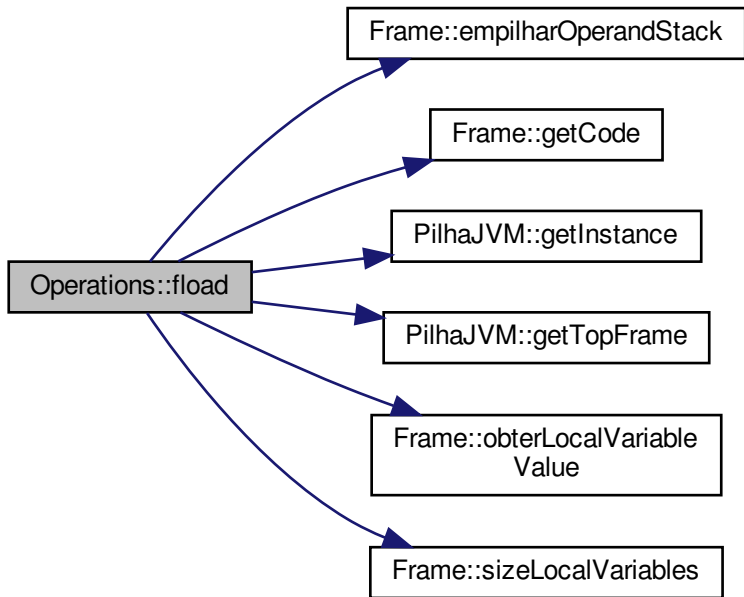 Frame::empilharOperandStack
Frame::getCode
PilhaJVM::getInstance
Operations::fload
PilhaJVM::getTopFrame
Frame::obterLocalVariable
Value
Frame::sizeLocalVariables